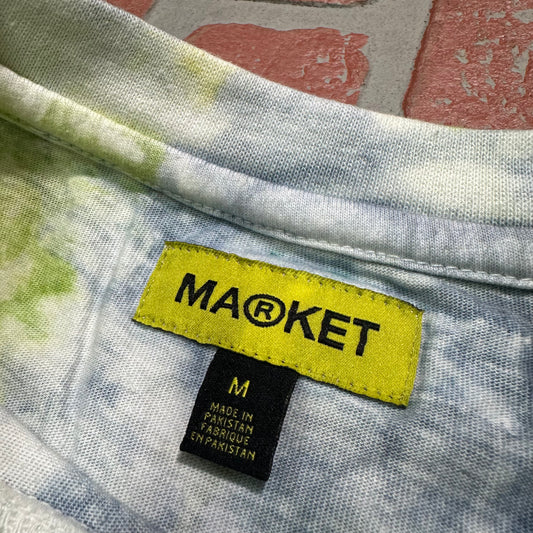 MA®KET
M
MADE IN
PAKISTAN
FABRIQUE
EN PAKISTAN